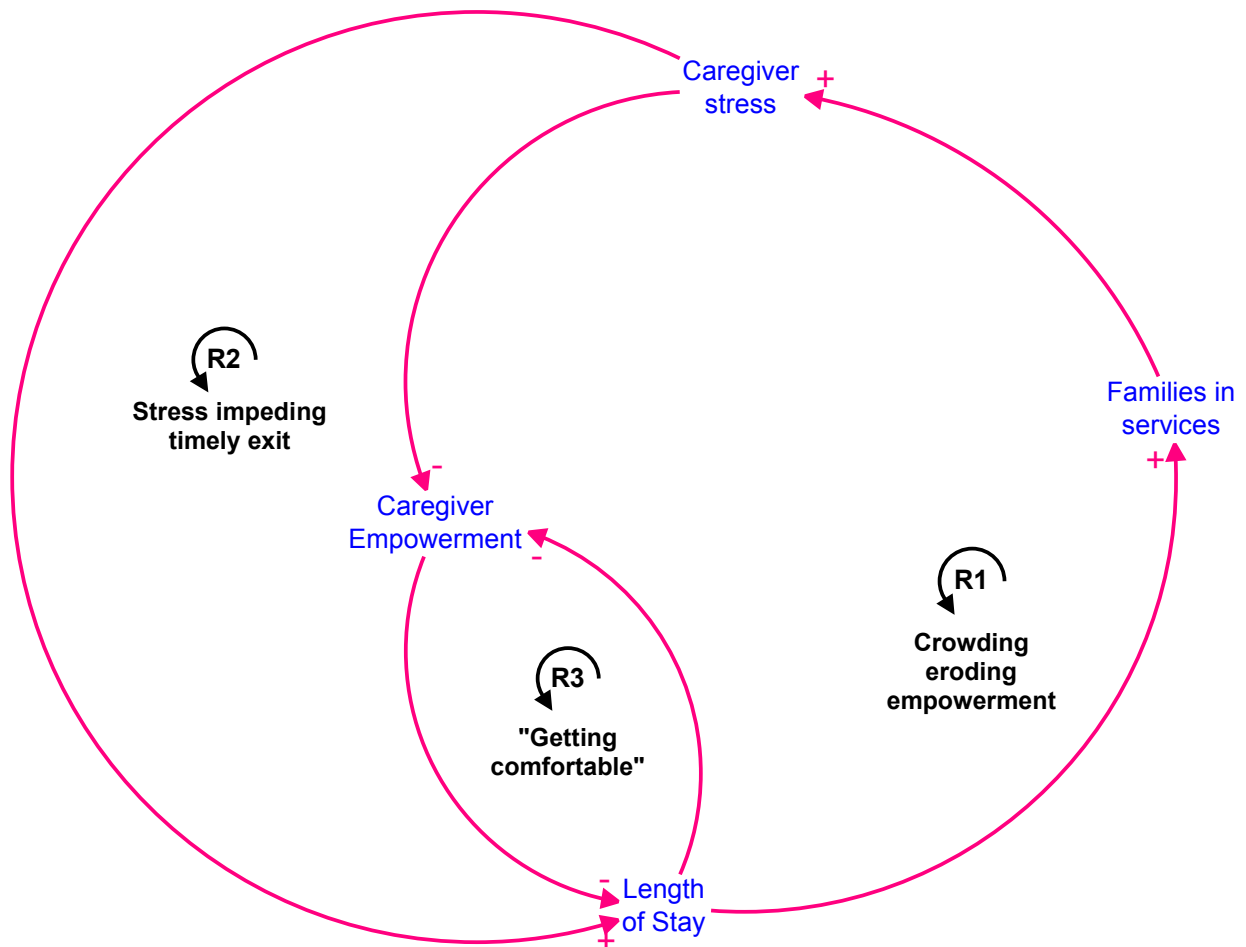 Caregiver
stress
+
R2
Stress impeding
timely exit
Families in
services
+
-
Caregiver
Empowerment
-
R1
Crowding
eroding
empowerment
R3
"Getting
comfortable"
-
Length
of Stay
+